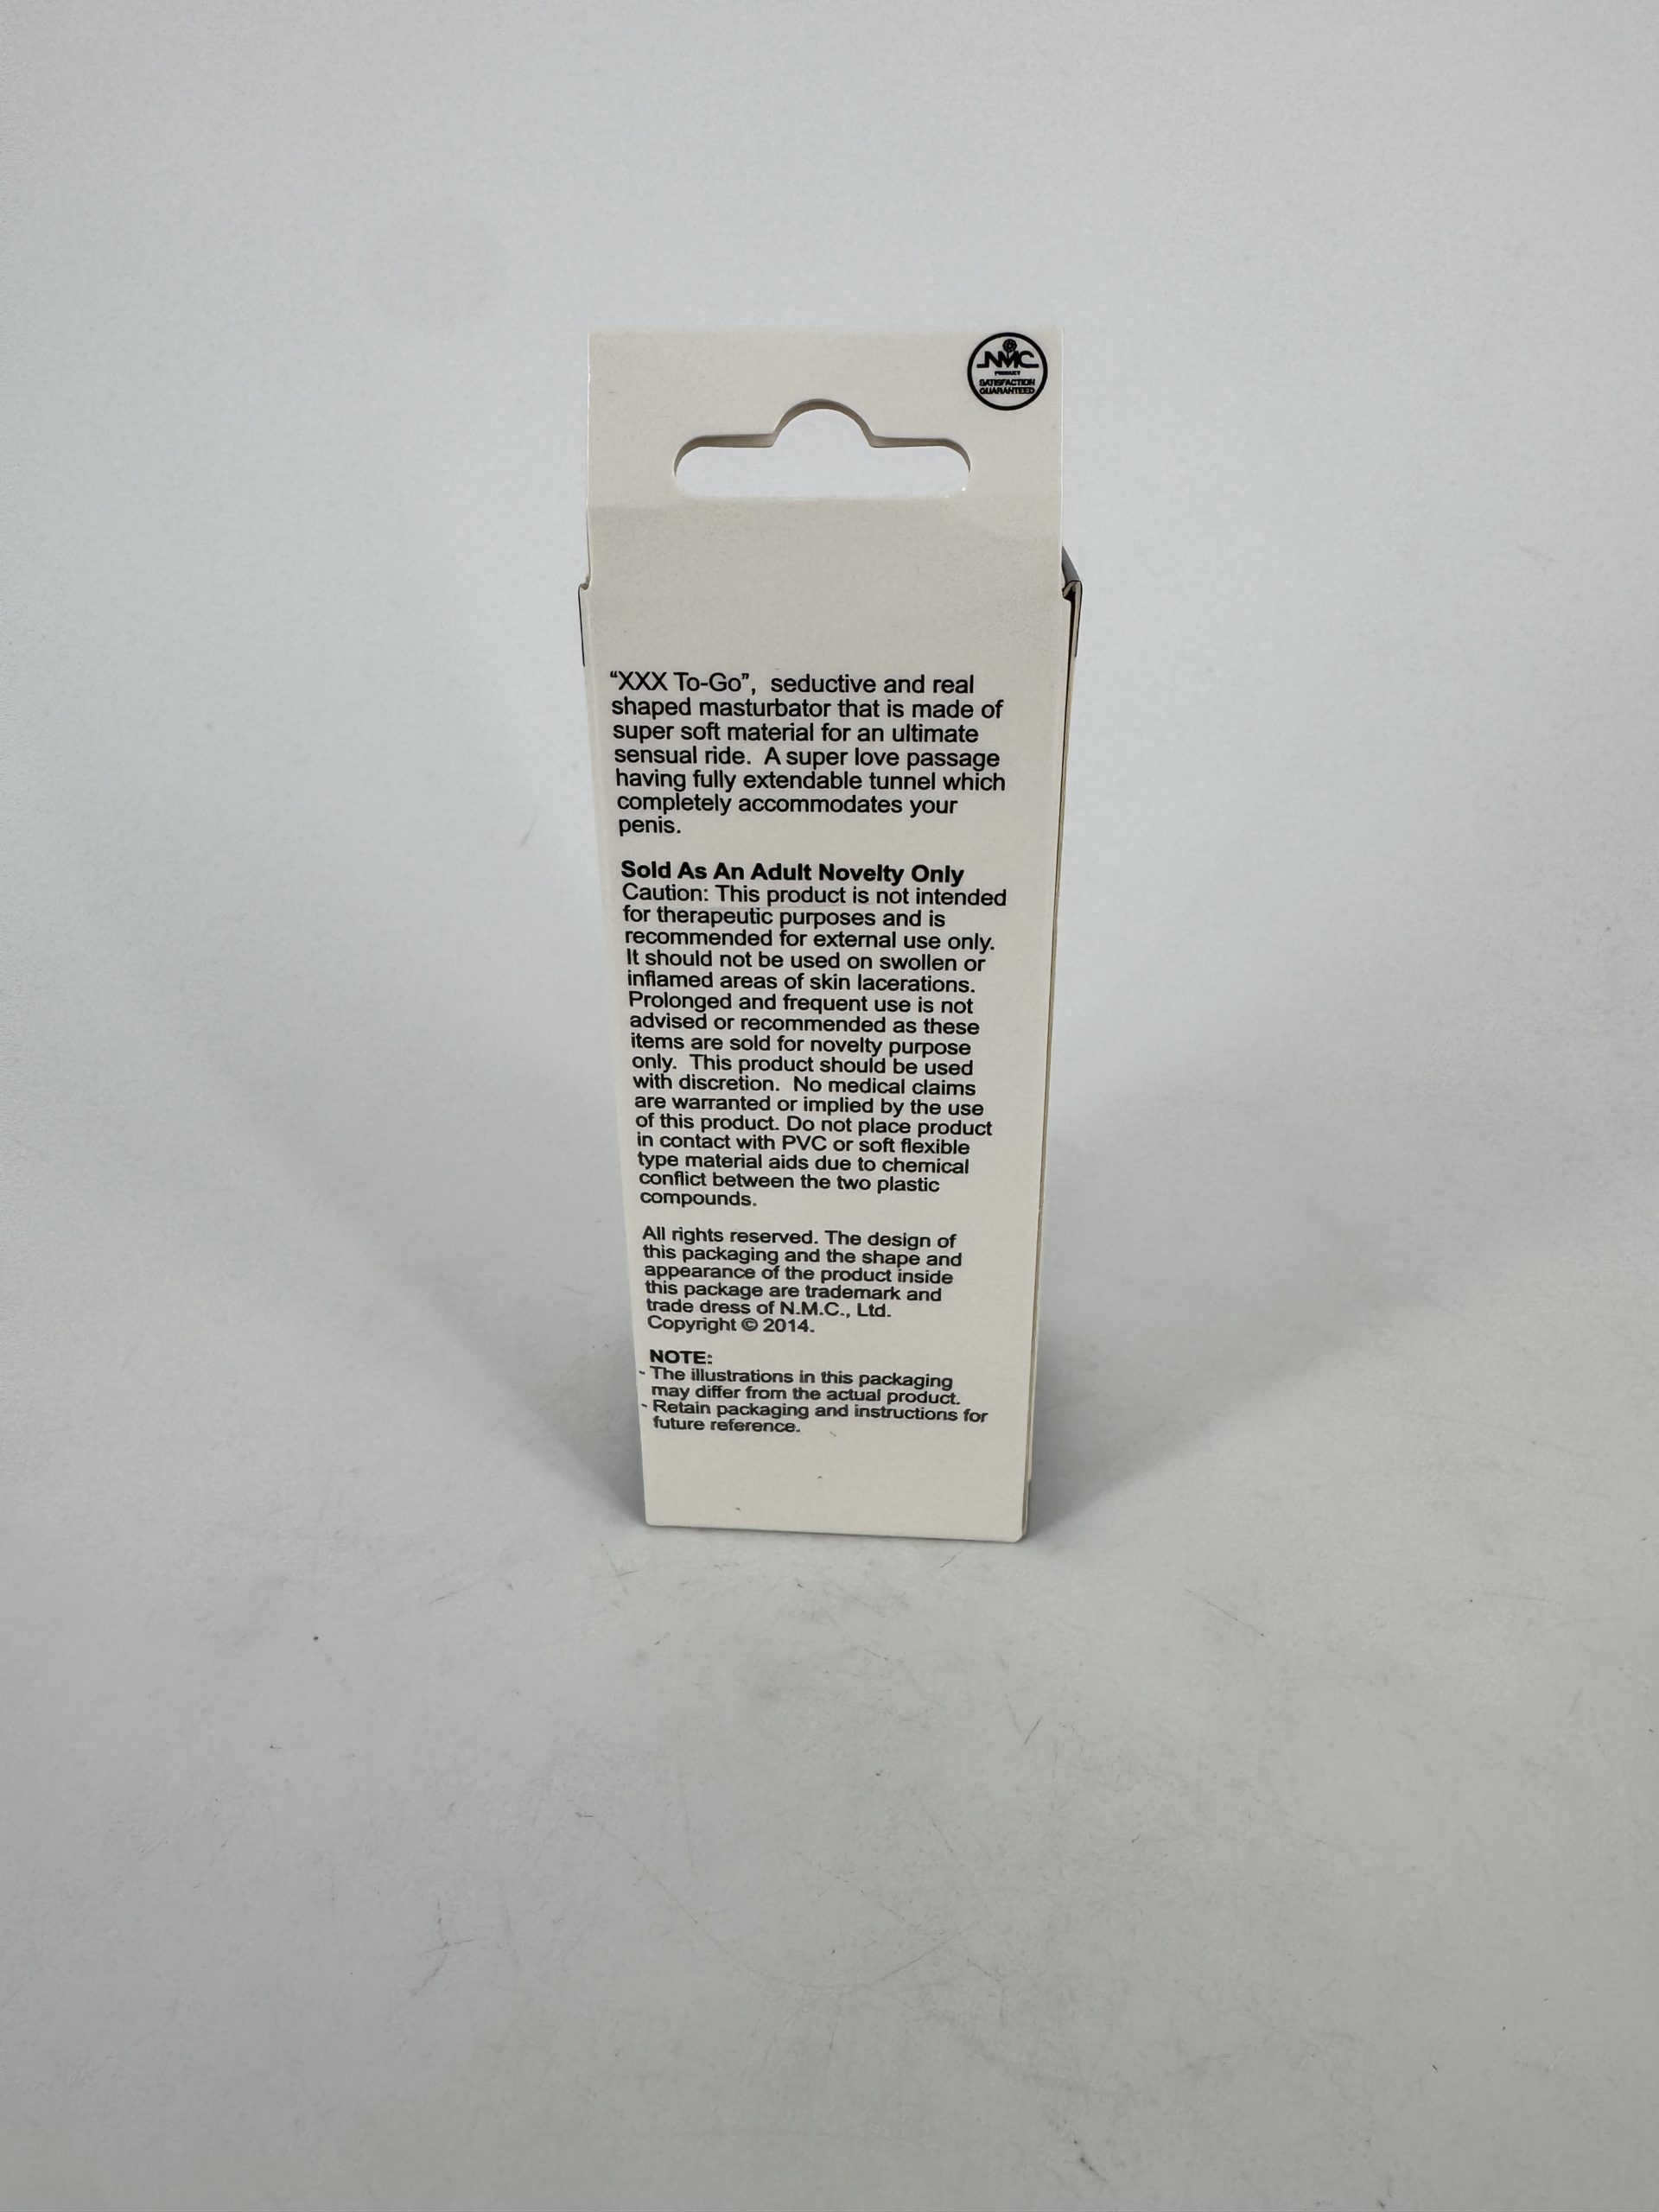 NMC
PRODUCT
SATISFACTION
GUARANTEED
“XXX To-Go”, seductive and real
shaped masturbator that is made of
super soft material for an ultimate
sensual ride. A super love passage
having fully extendable tunnel which
completely accommodates your
penis.
Sold As An Adult Novelty Only
Caution: This product is not intended
for therapeutic purposes and is
recommended for external use only.
It should not be used on swollen or
inflamed areas of skin lacerations.
Prolonged and frequent use is not
advised or recommended as these
items are sold for novelty purpose
only. This product should be used
with discretion. No medical claims
are warranted or implied by the use
of this product. Do not place product
in contact with PVC or soft flexible
type material aids due to chemical
conflict between the two plastic
compounds.
All rights reserved. The design of
this packaging and the shape and
appearance of the product inside
this package are trademark and
trade dress of N.M.C., Ltd.
Copyright © 2014.
NOTE:
- The illustrations in this packaging
may differ from the actual product.
- Retain packaging and instructions for
future reference.